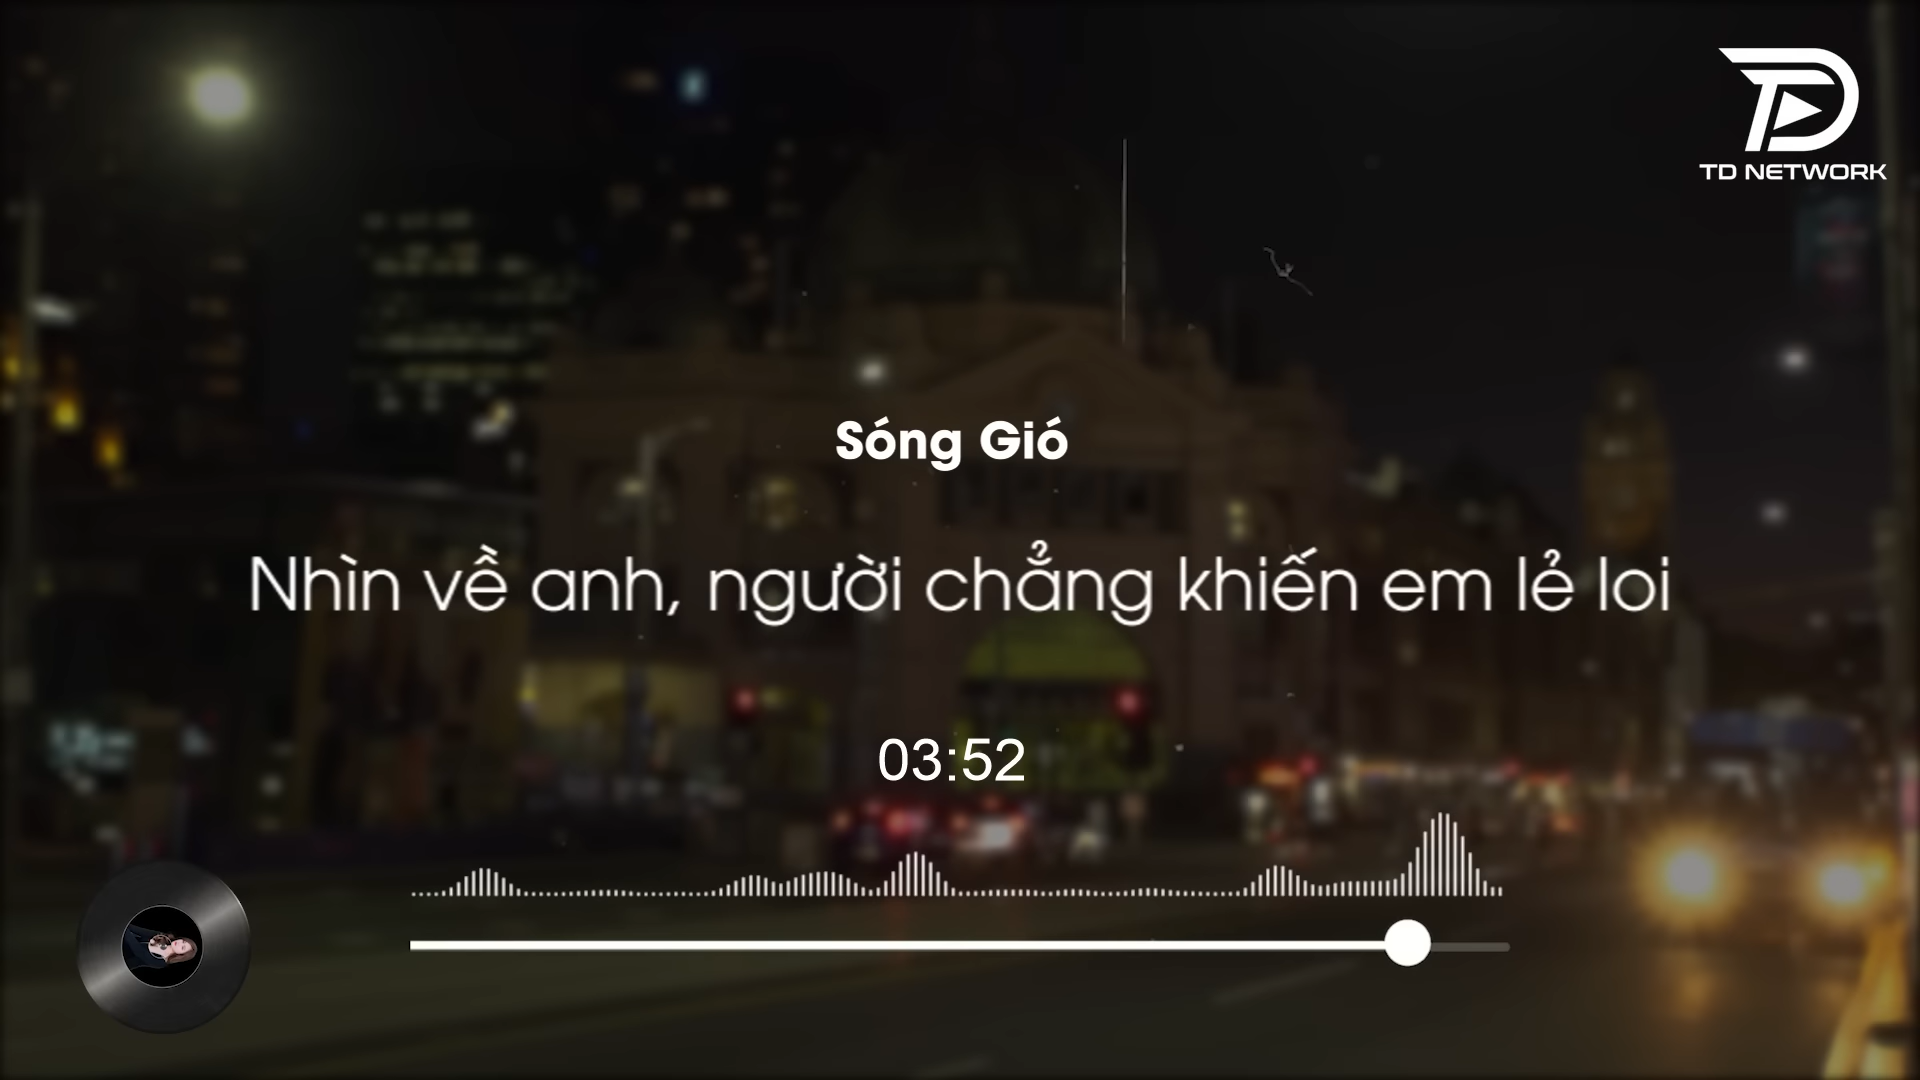 TD NETWORK
Sóng Gió
Nhìn về anh, người chẳng khiến em lẻ loi
03:52